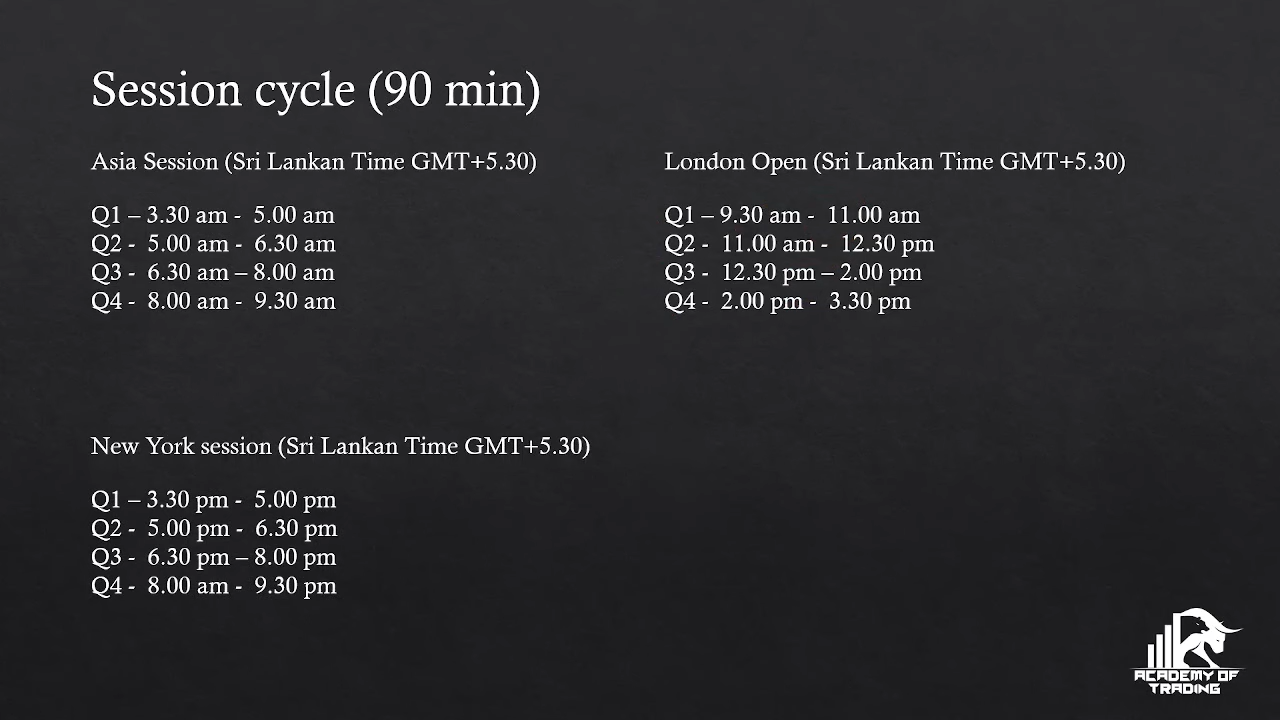 Session cycle (90 min)
Asia Session (Sri Lankan Time GMT+5.30)
Q1 – 3.30 am -  5.00 am
Q2 -  5.00 am -  6.30 am
Q3 -  6.30 am – 8.00 am
Q4 -  8.00 am -  9.30 am
London Open (Sri Lankan Time GMT+5.30)
Q1 – 9.30 am -  11.00 am
Q2 -  11.00 am -  12.30 pm
Q3 -  12.30 pm – 2.00 pm
Q4 -  2.00 pm -  3.30 pm
New York session (Sri Lankan Time GMT+5.30)
Q1 – 3.30 pm -  5.00 pm
Q2 -  5.00 pm -  6.30 pm
Q3 -  6.30 pm – 8.00 pm
Q4 -  8.00 am -  9.30 pm
ACADEMY OF
TRADING